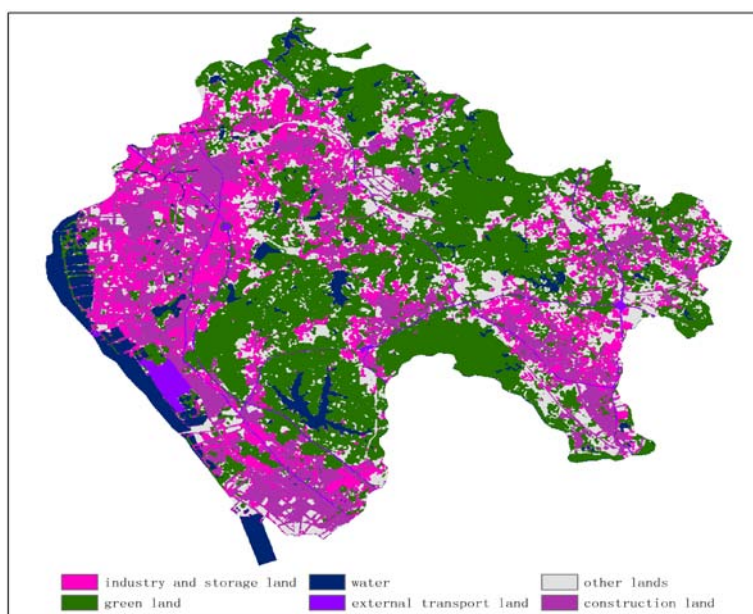 industry and storage land water other lands
green land external transport land construction land